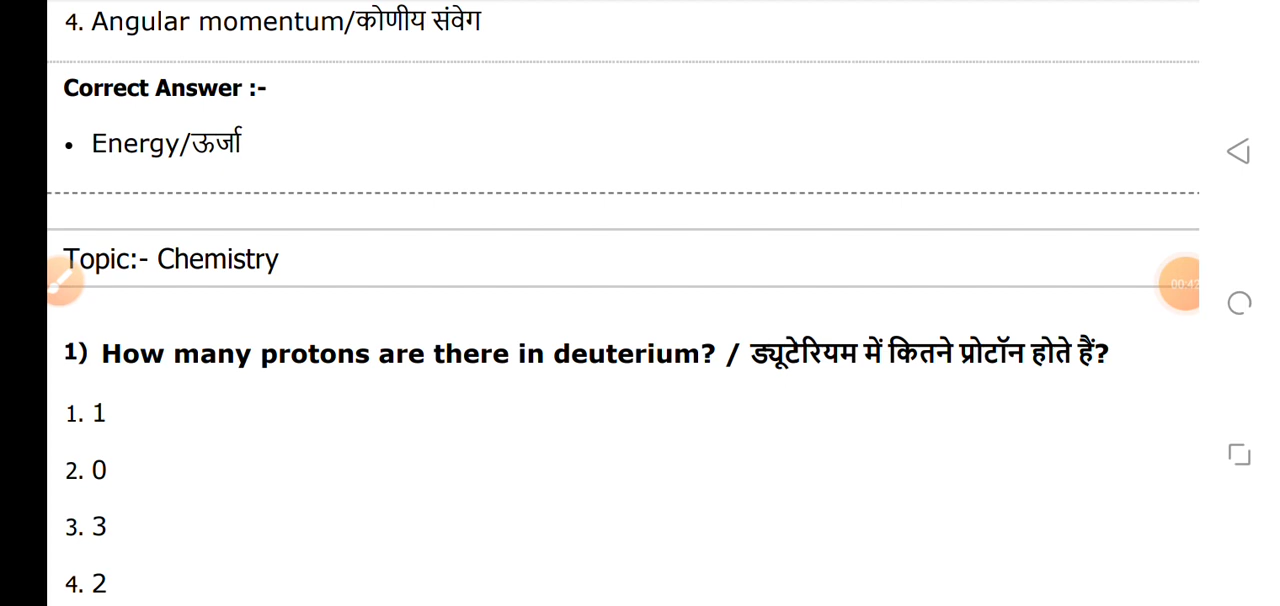 4. Angular momentum/कोणीय संवेग
Correct Answer :-
• Energy/ऊर्जा
Topic:- Chemistry
1) How many protons are there in deuterium? / ड्यूटेरियम में कितने प्रोटॉन होते हैं?
1. 1
2. 0
3. 3
4. 2